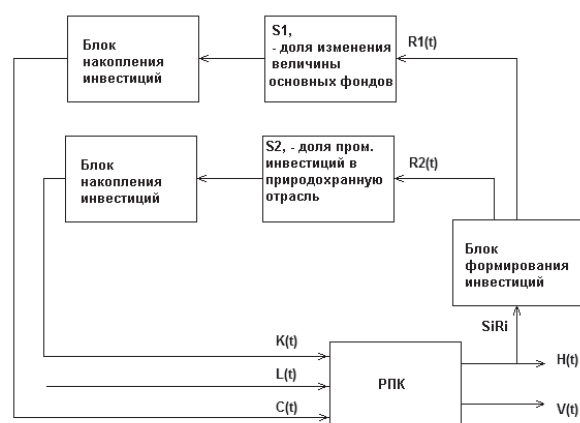 Блок
накопления
инвестиций
S1,
- доля изменения
величины
основных фондов
R1(t)
Блок
накопления
инвестиций
S2, - доля пром.
инвестиций в
природохранную
отрасль
R2(t)
Блок
формирования
инвестиций
SiRi
K(t)
L(t)
C(t)
РПК
H(t)
V(t)